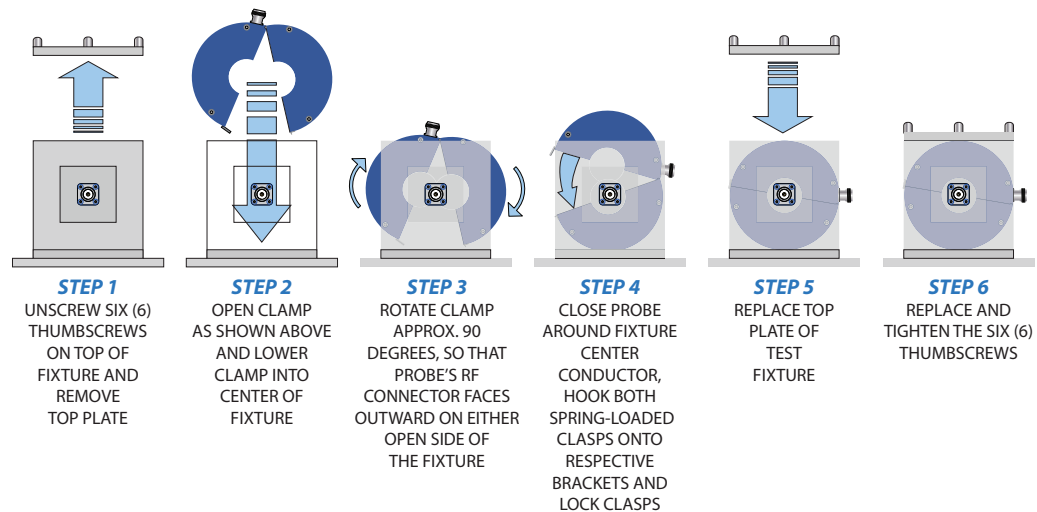 STEP 1
UNSCREW SIX (6)
THUMBSCREWS
ON TOP OF
FIXTURE AND
REMOVE
TOP PLATE
STEP 2
OPEN CLAMP
AS SHOWN ABOVE
AND LOWER
CLAMP INTO
CENTER OF
FIXTURE
STEP 3
ROTATE CLAMP
APPROX. 90
DEGREES, SO THAT
PROBE'S RF
CONNECTOR FACES
OUTWARD ON EITHER
OPEN SIDE OF
THE FIXTURE
STEP 4
CLOSE PROBE
AROUND FIXTURE
CENTER
CONDUCTOR,
HOOK BOTH
SPRING-LOADED
CLASPS ONTO
RESPECTIVE
BRACKETS AND
LOCK CLASPS
STEP 5
REPLACE TOP
PLATE OF
TEST
FIXTURE
STEP 6
REPLACE AND
TIGHTEN THE SIX (6)
THUMBSCREWS